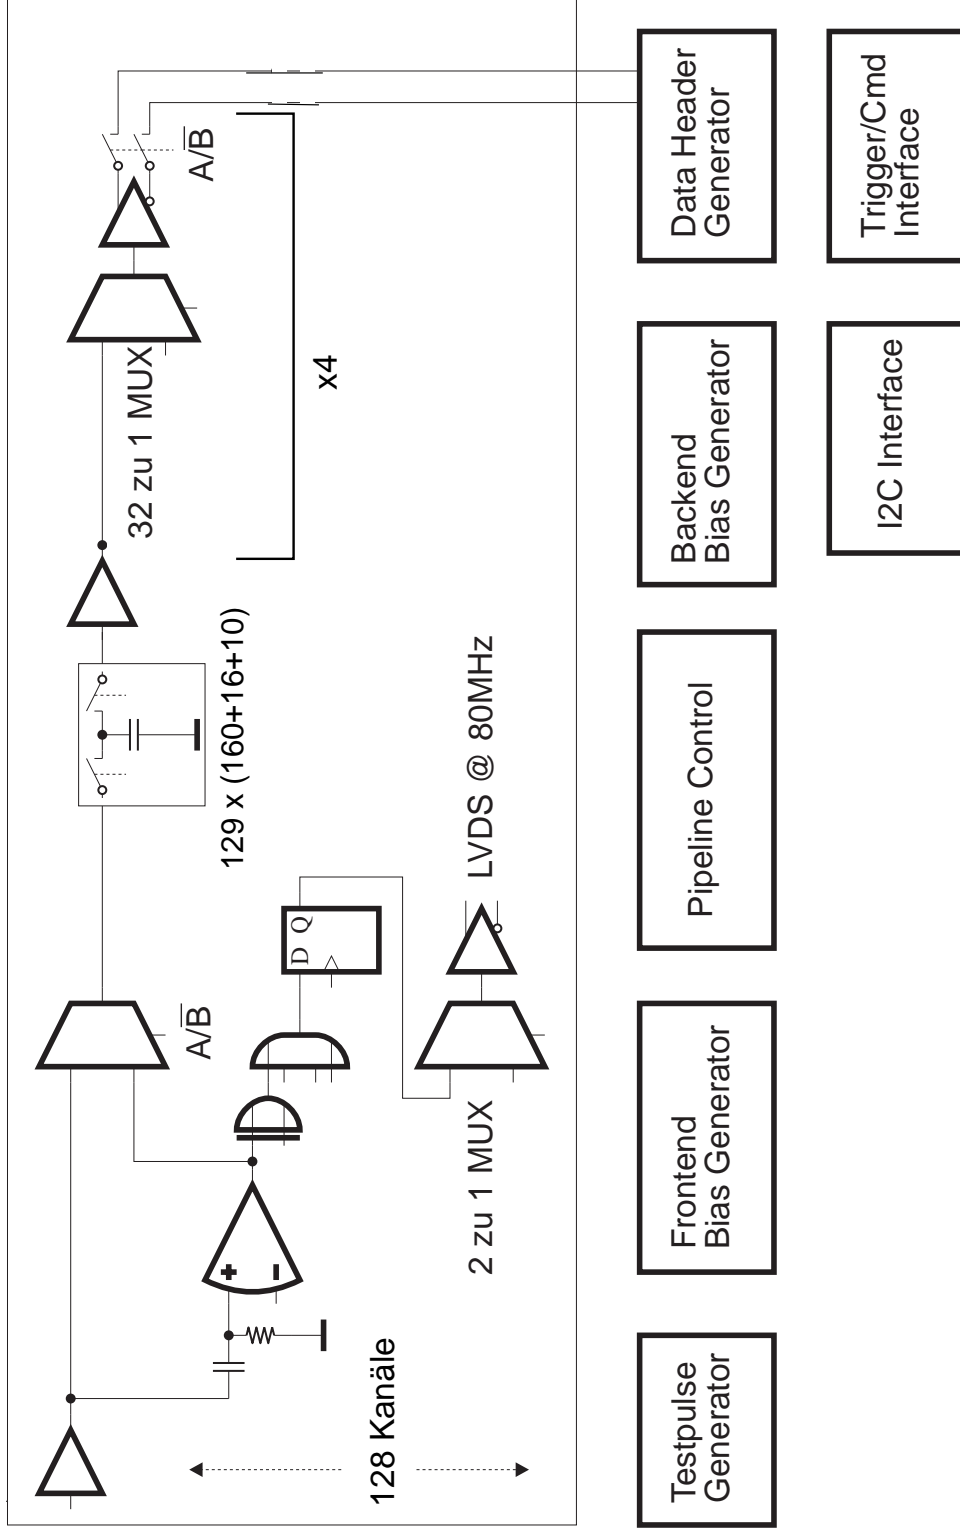 A/B
129 x (160+16+10)
32 zu 1 MUX
A/B
x4
D Q
128 Kanäle
2 zu 1 MUX
LVDS @ 80MHz
Testpulse
Generator
Frontend
Bias Generator
Pipeline Control
Backend
Bias Generator
Data Header
Generator
I2C Interface
Trigger/Cmd
Interface